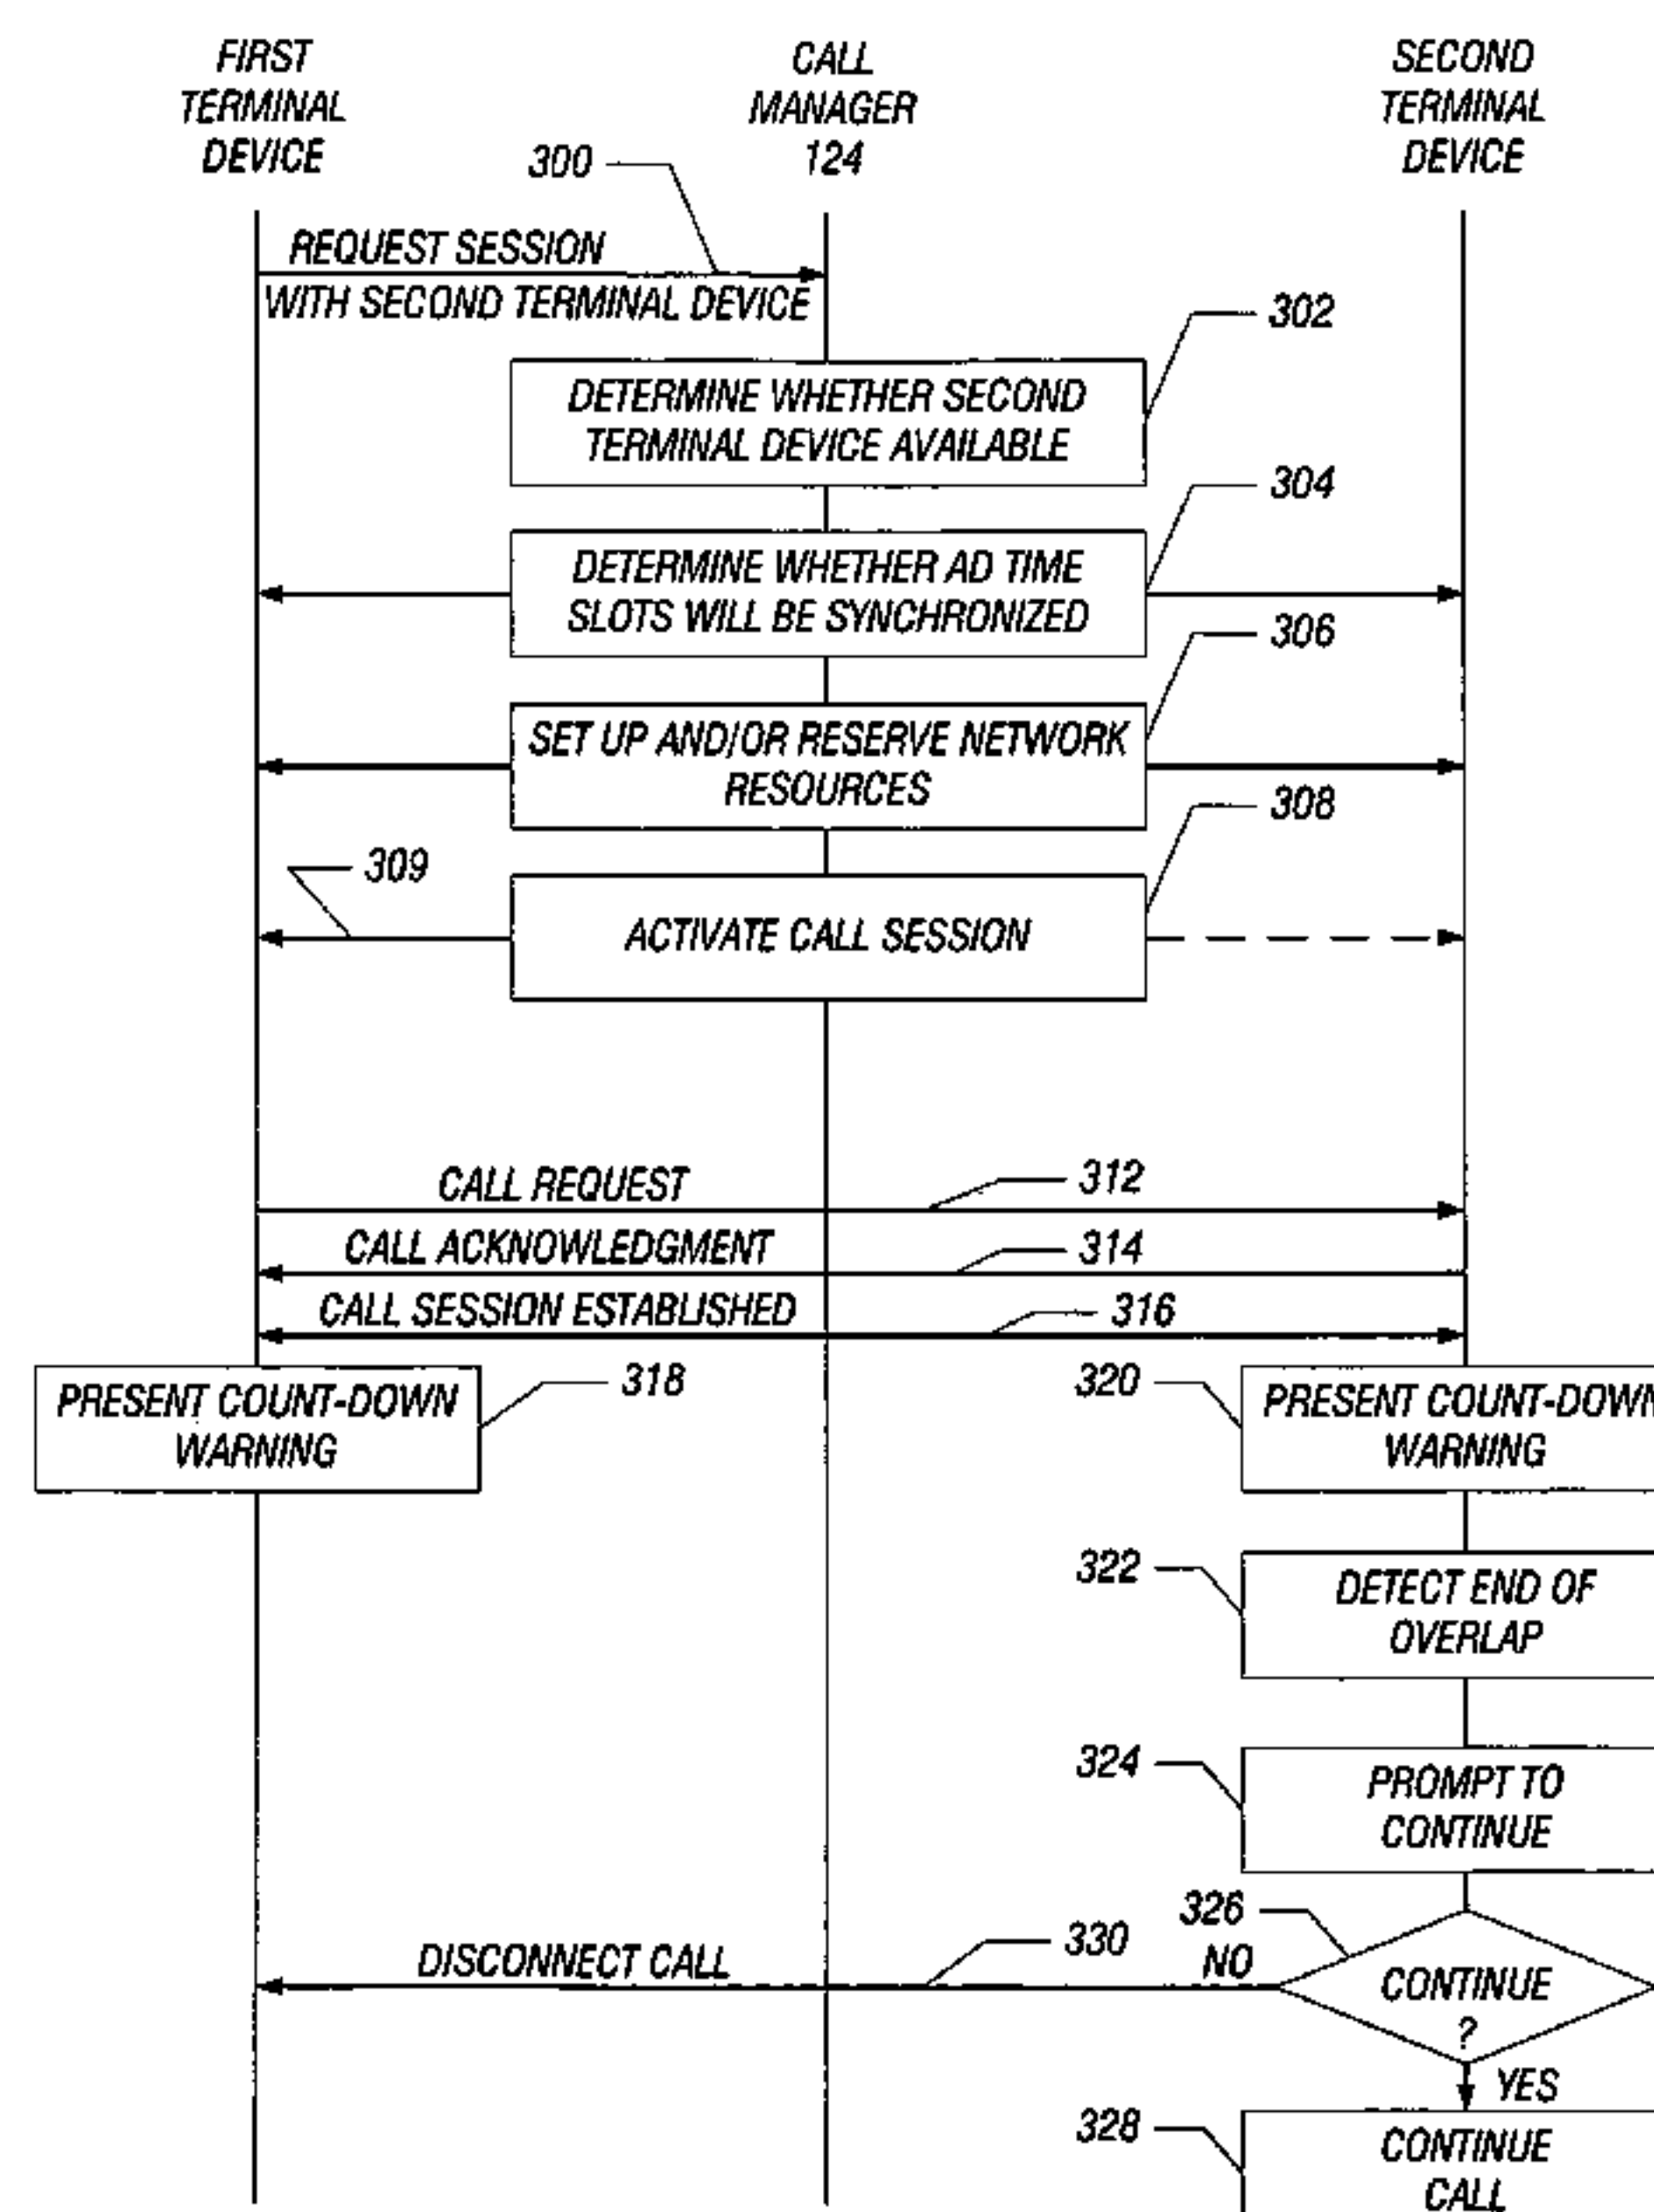 FIRST
TERMINAL
DEVICE
CALL
MANAGER
124
SECOND
TERMINAL
DEVICE
300
REQUEST SESSION
WITH SECOND TERMINAL DEVICE
302
DETERMINE WHETHER SECOND
TERMINAL DEVICE AVAILABLE
304
DETERMINE WHETHER AD TIME
SLOTS WILL BE SYNCHRONIZED
306
SET UP AND/OR RESERVE NETWORK
RESOURCES
308
309
ACTIVATE CALL SESSION
CALL REQUEST
312
CALL ACKNOWLEDGMENT
314
CALL SESSION ESTABLISHED
316
PRESENT COUNT-DOWN
WARNING
318
320
PRESENT COUNT-DOWN
WARNING
322
DETECT END OF
OVERLAP
324
PROMPT TO
CONTINUE
326
DISCONNECT CALL
330
NO
CONTINUE
?
YES
328
CONTINUE
CALL